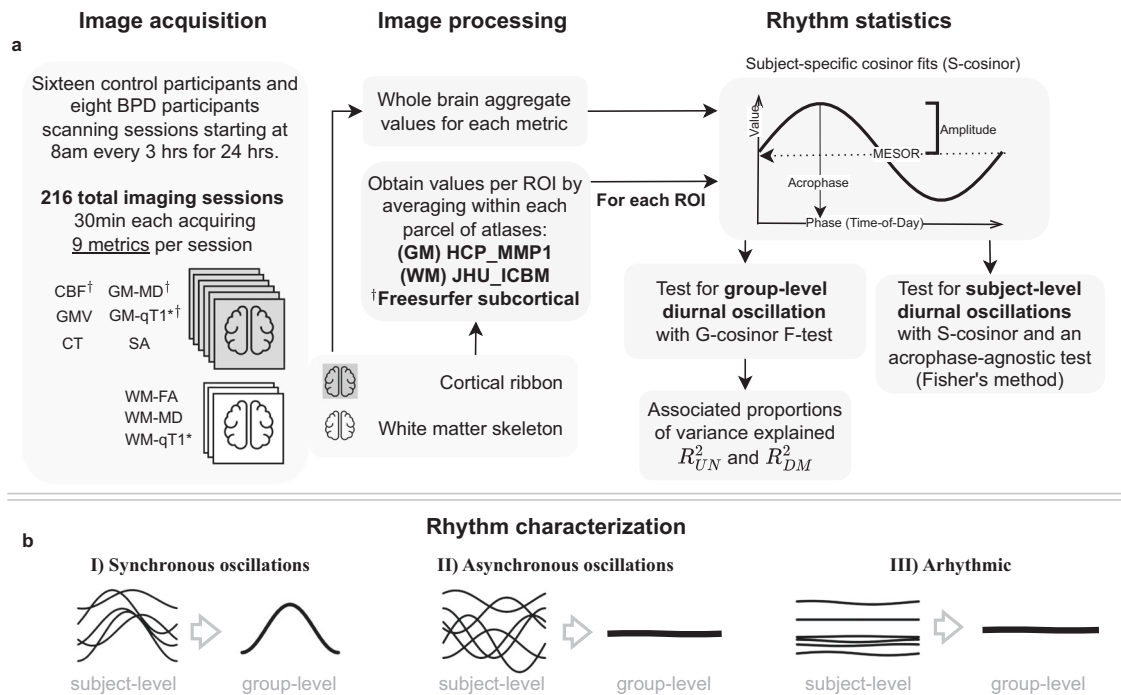 Image acquisition
Image processing
Rhythm statistics
a
Sixteen control participants and
eight BPD participants
scanning sessions starting at
8am every 3 hrs for 24 hrs.
216 total imaging sessions
30min each acquiring
9 metrics per session
CBF† GM-MD†
GMV GM-qT1*†
CT SA
WM-FA
WM-MD
WM-qT1*
Whole brain aggregate
values for each metric
Obtain values per ROI by
averaging within each
parcel of atlases:
(GM) HCP_MMP1
(WM) JHU_ICBM
†Freesurfer subcortical
Cortical ribbon
White matter skeleton
For each ROI
Subject-specific cosinor fits (S-cosinor)
Value
Amplitude
MESOR
Acrophase
Phase (Time-of-Day)
Test for group-level
diurnal oscillation
with G-cosinor F-test
Associated proportions
of variance explained
R²UN and R²DM
Test for subject-level
diurnal oscillations
with S-cosinor and an
acrophase-agnostic test
(Fisher's method)
Rhythm characterization
b
I) Synchronous oscillations
subject-level group-level
II) Asynchronous oscillations
subject-level group-level
III) Arhythmic
subject-level group-level